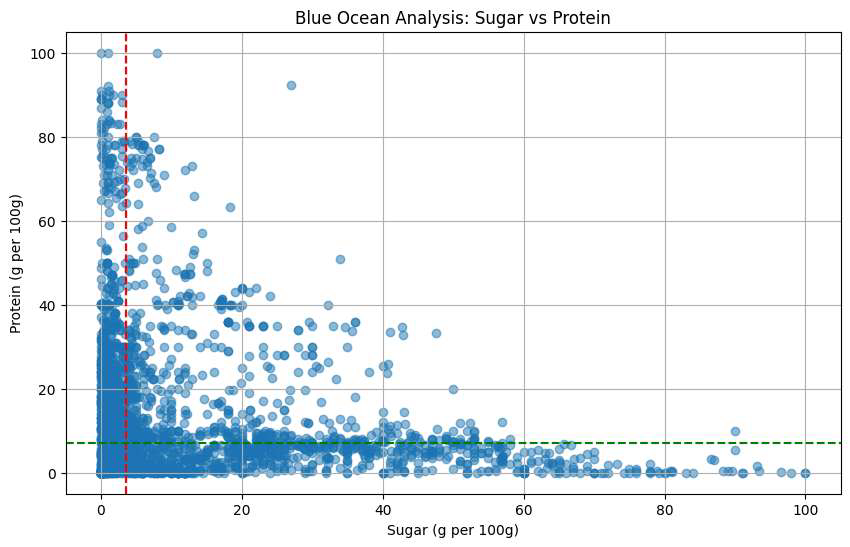 Blue Ocean Analysis: Sugar vs Protein
Protein (g per 100g)
100
80
60
40
20
0
0 20 40 60 80 100
Sugar (g per 100g)